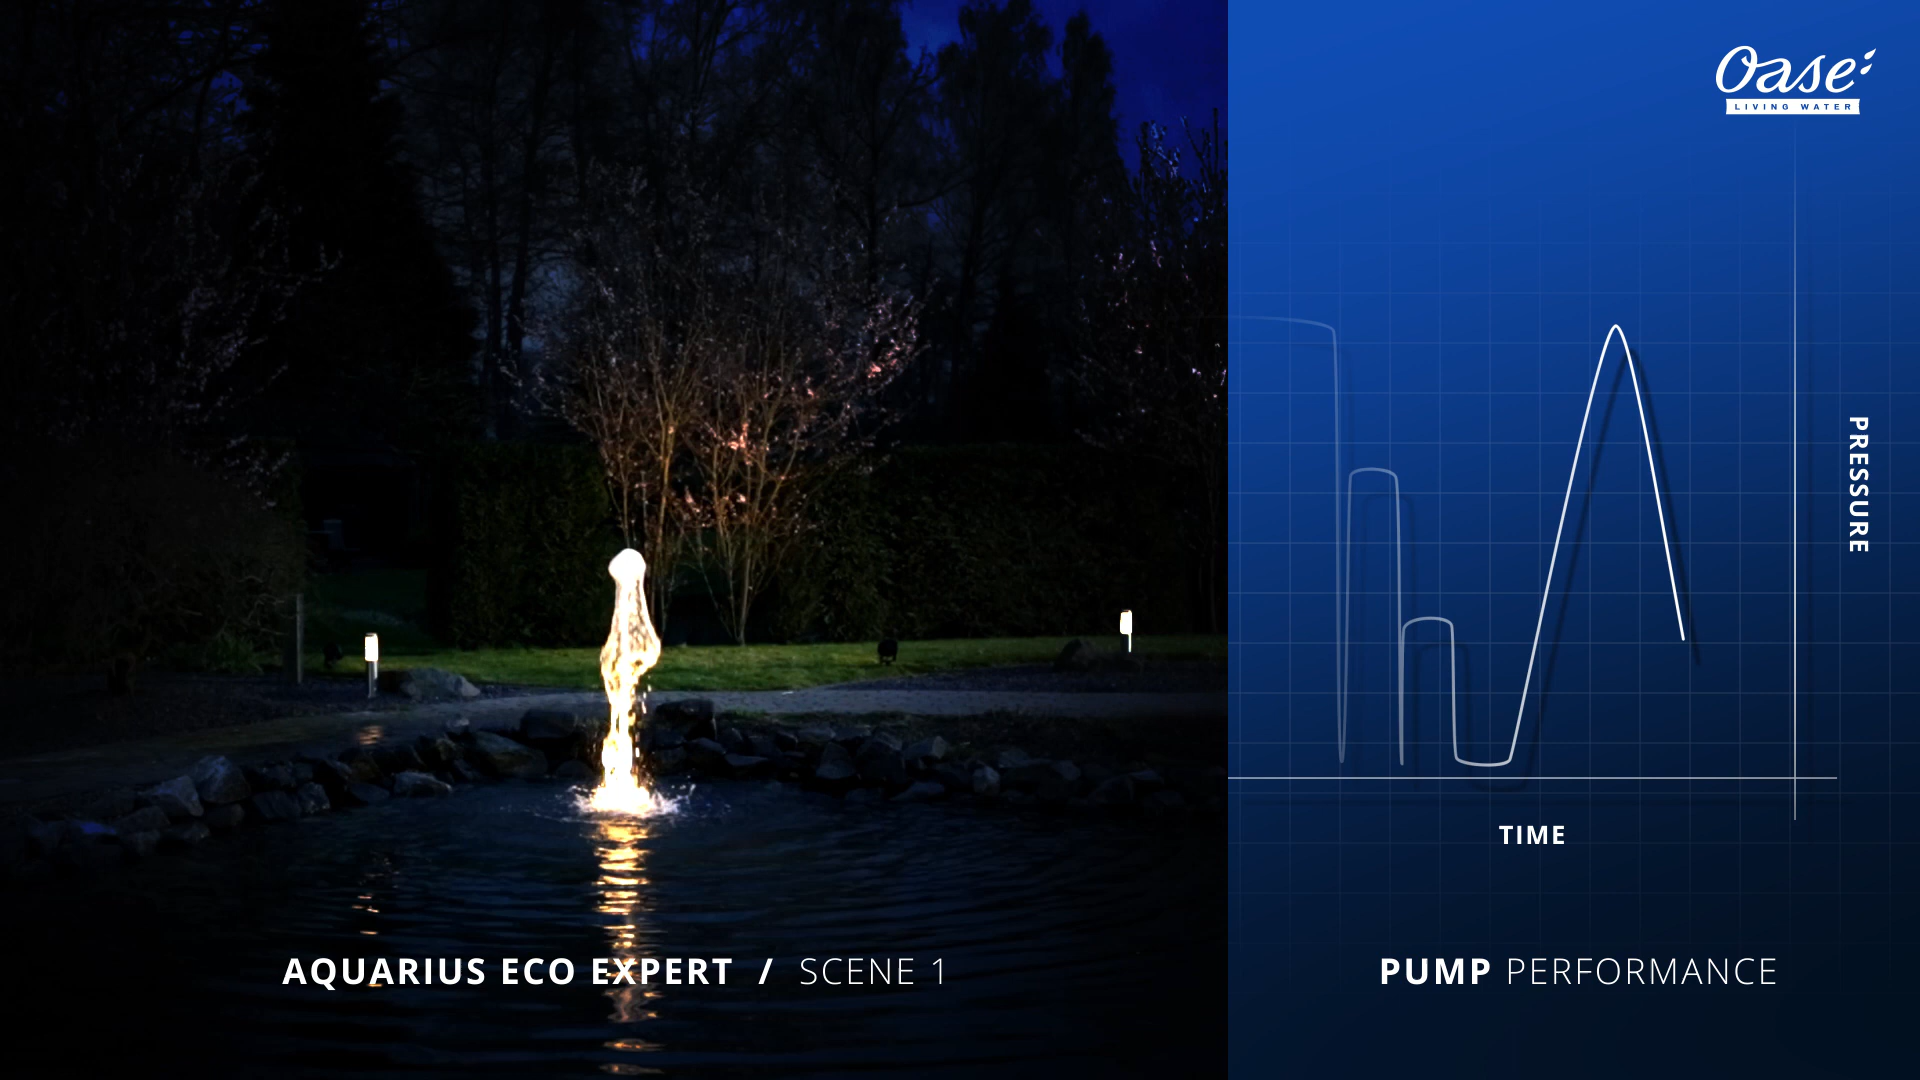 Oase
LIVING WATER
PRESSURE
TIME
AQUARIUS ECO EXPERT / SCENE 1
PUMP PERFORMANCE